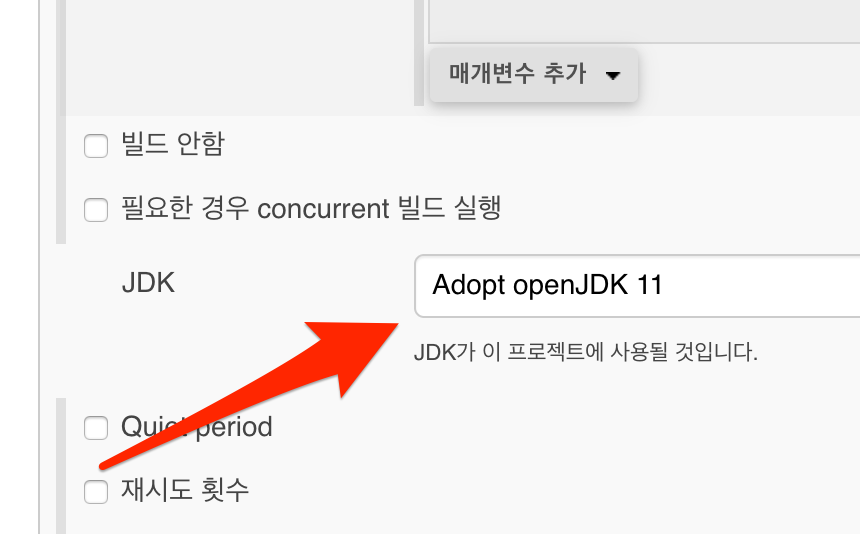 매개변수 추가
빌드 안함
필요한 경우 concurrent 빌드 실행
JDK
Adopt openJDK 11
JDK가 이 프로젝트에 사용될 것입니다.
Quiet period
재시도 횟수